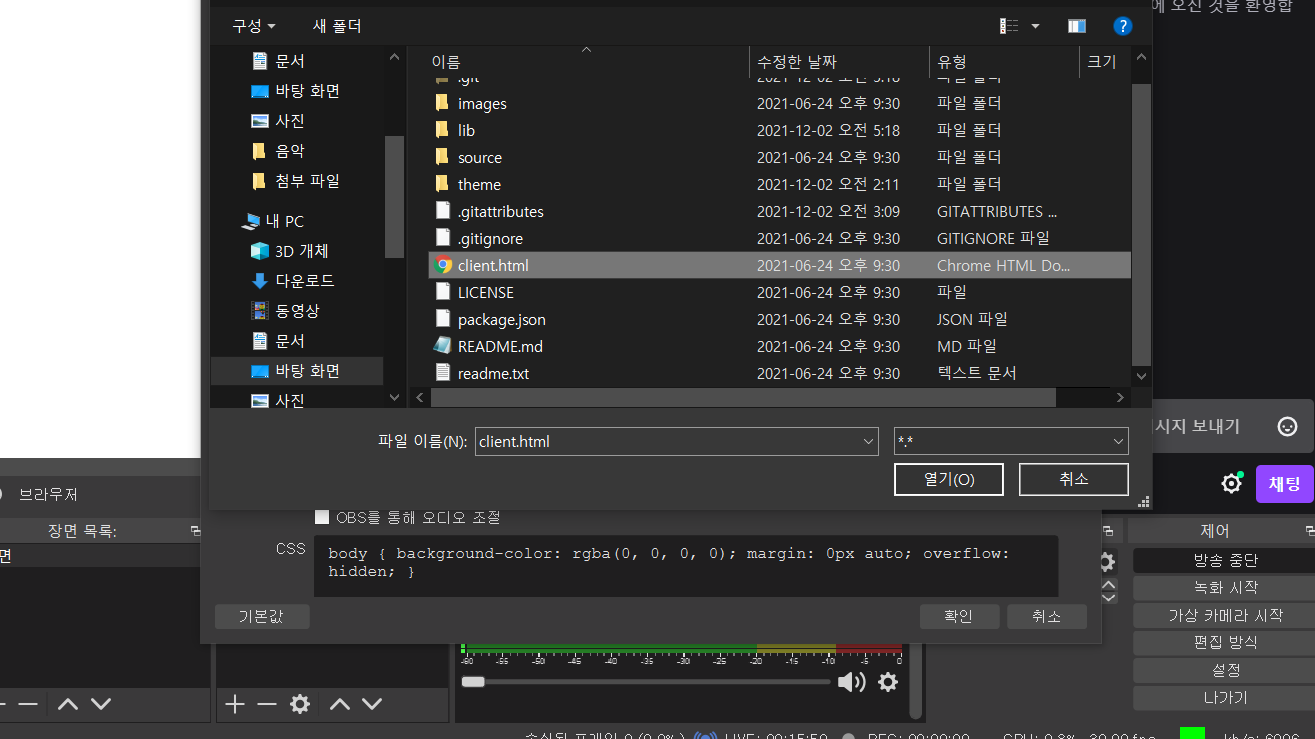 에 오신 것을 환영합
구성 새 폴더
이름 수정한 날짜 유형 크기
.git 2021-12-02 오전 5:18 파일 폴더
images 2021-06-24 오후 9:30 파일 폴더
lib 2021-12-02 오전 5:18 파일 폴더
source 2021-06-24 오후 9:30 파일 폴더
theme 2021-12-02 오전 2:11 파일 폴더
.gitattributes 2021-12-02 오전 3:09 GITATTRIBUTES ...
.gitignore 2021-06-24 오후 9:30 GITIGNORE 파일
client.html 2021-06-24 오후 9:30 Chrome HTML Do...
LICENSE 2021-06-24 오후 9:30 파일
package.json 2021-06-24 오후 9:30 JSON 파일
README.md 2021-06-24 오후 9:30 MD 파일
readme.txt 2021-06-24 오후 9:30 텍스트 문서
문서
바탕 화면
사진
음악
첨부 파일
내 PC
3D 개체
다운로드
동영상
문서
바탕 화면
사진
파일 이름(N): client.html *.*
열기(O) 취소
시지 보내기
채팅
브라우저
장면 목록:
면
OBS를 통해 오디오 조절
CSS
body { background-color: rgba(0, 0, 0, 0); margin: 0px auto; overflow:
hidden; }
기본값 확인 취소
-60 -55 -50 -45 -40 -35 -30 -25 -20 -15 -10 -5 0
제어
방송 중단
녹화 시작
가상 카메라 시작
편집 방식
설정
나가기
LIVE: 00:15:50 REC: 00:00:00